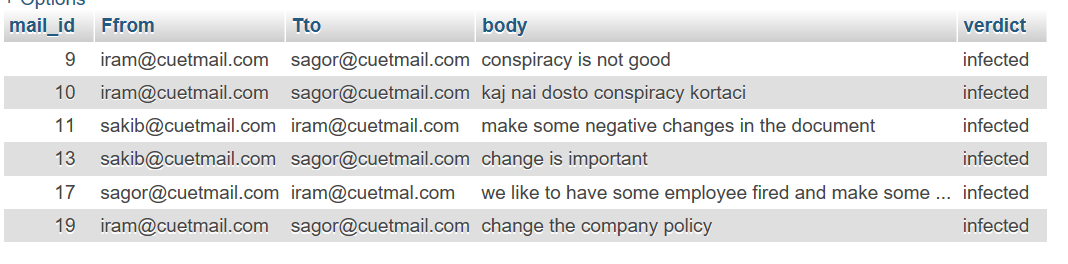 Options
mail_id Ffrom Tto body verdict
9 iram@cuetmail.com sagor@cuetmail.com conspiracy is not good infected
10 iram@cuetmail.com sagor@cuetmail.com kaj nai dosto conspiracy kortaci infected
11 sakib@cuetmail.com iram@cuetmail.com make some negative changes in the document infected
13 sakib@cuetmail.com sagor@cuetmail.com change is important infected
17 sagor@cuetmail.com iram@cuetmal.com we like to have some employee fired and make some ... infected
19 iram@cuetmail.com sagor@cuetmail.com change the company policy infected